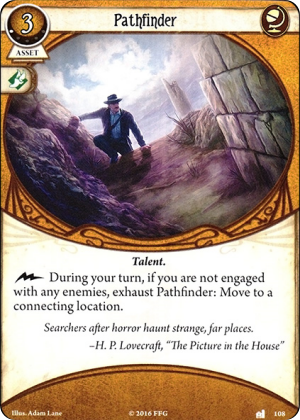 Pathfinder
3
ASSET
Talent.
During your turn, if you are not engaged
with any enemies, exhaust Pathfinder: Move to a
connecting location.
Searchers after horror haunt strange, far places.
–H. P. Lovecraft, “The Picture in the House”
Illus. Adam Lane
© 2016 FFG
108